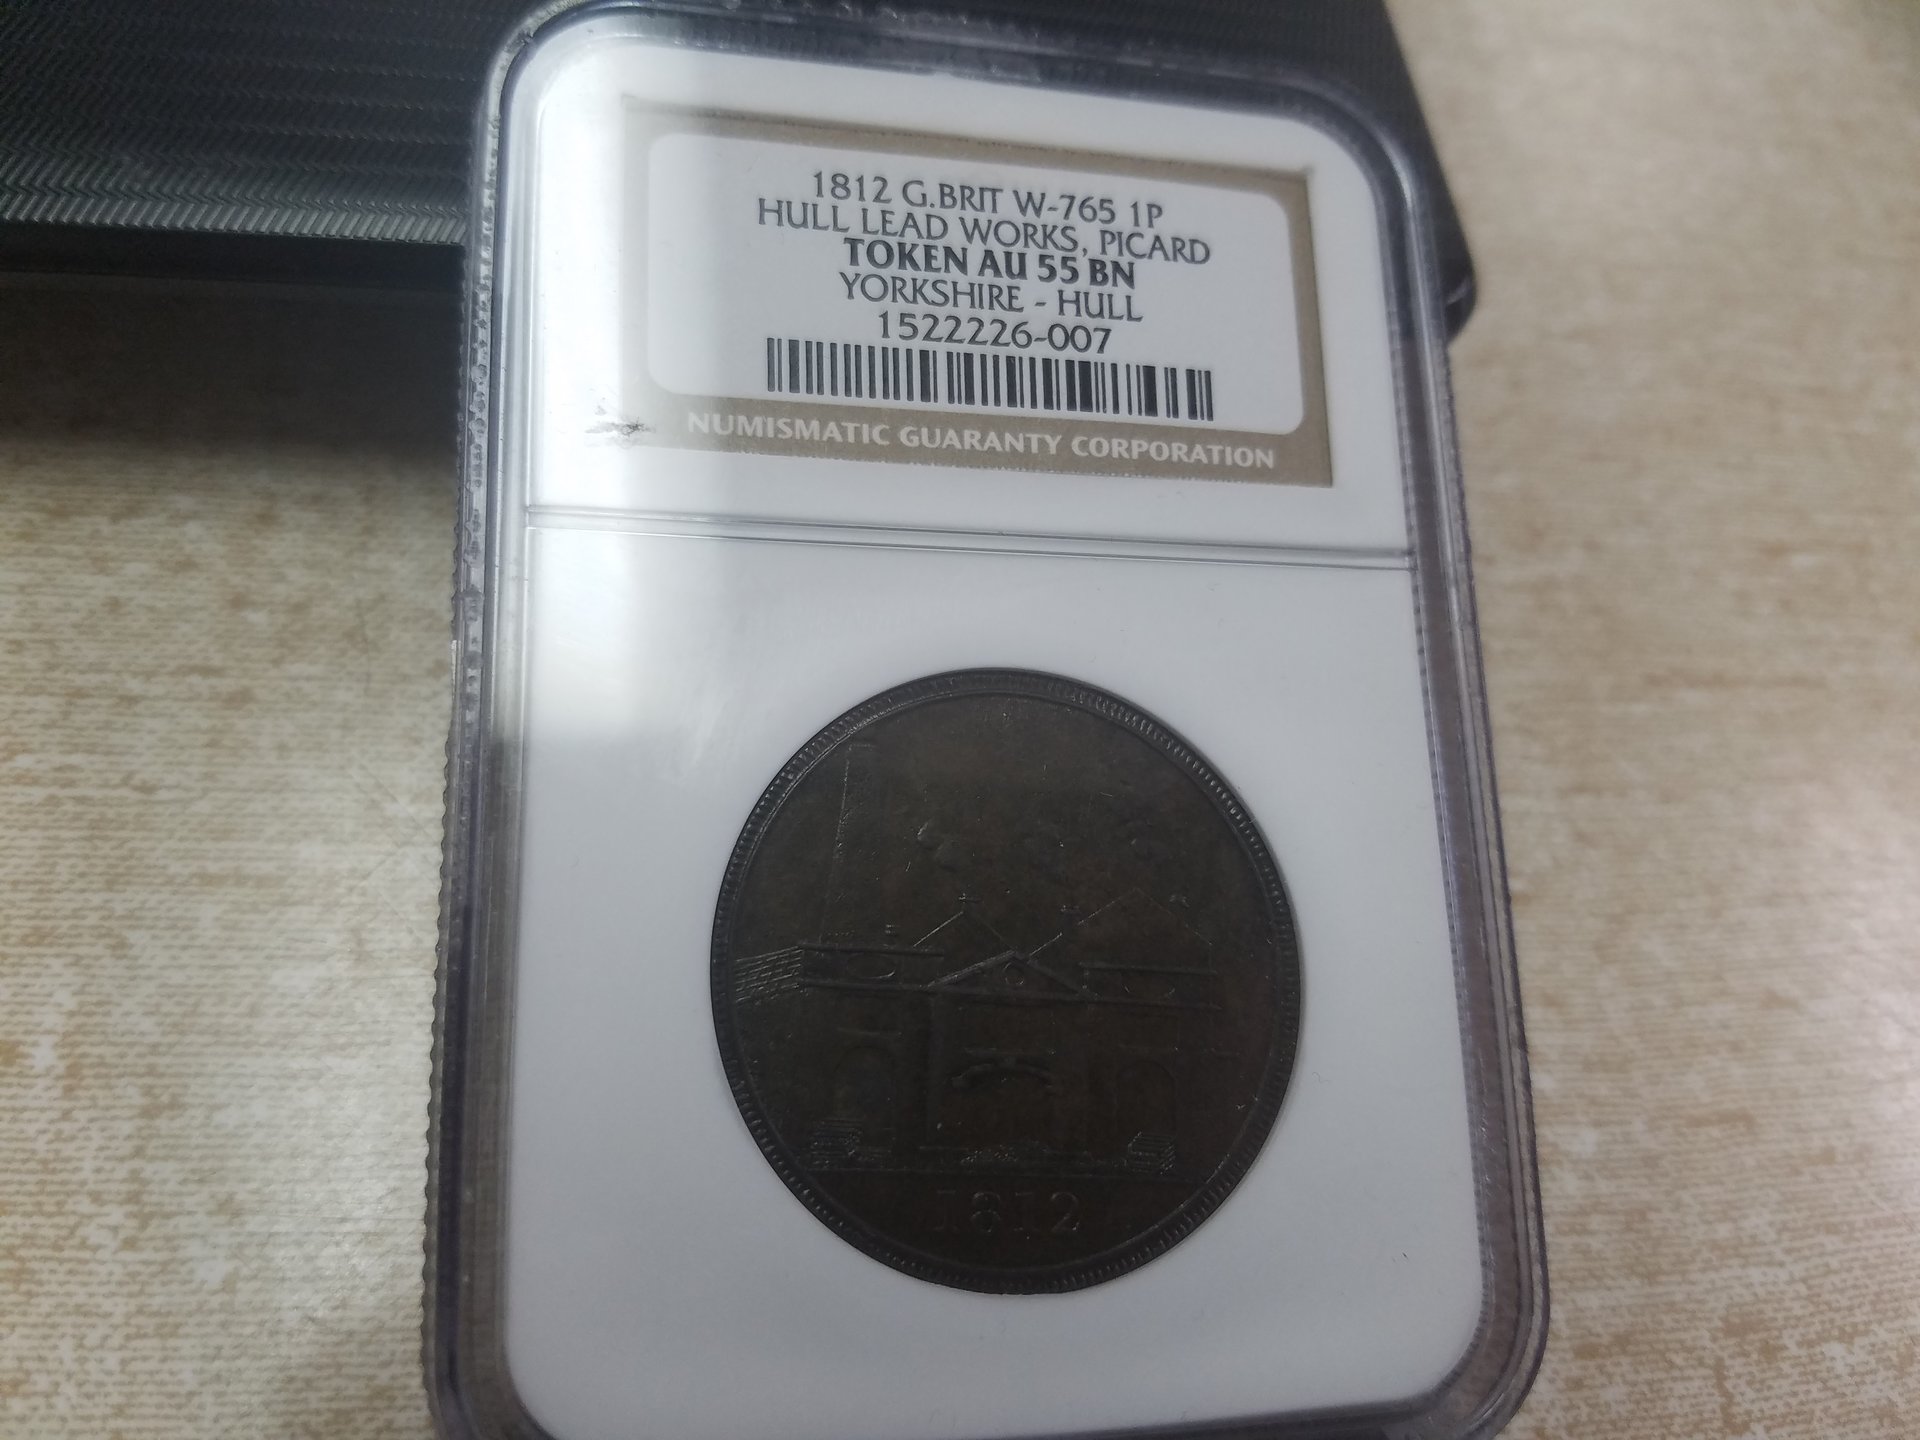 1812 G.BRIT W-765 1P
HULL LEAD WORKS, PICARD
TOKEN AU 55 BN
YORKSHIRE - HULL
1522226-007
NUMISMATIC GUARANTY CORPORATION
1812